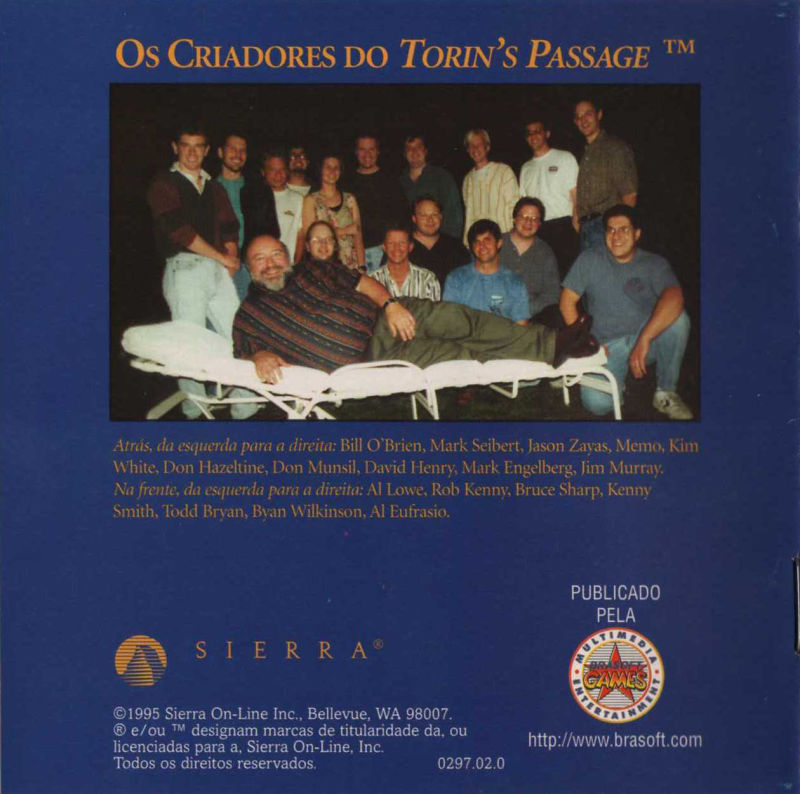 OS CRIADORES DO TORIN'S PASSAGE ™
Atrás, da esquerda para a direita: Bill O'Brien, Mark Seibert, Jason Zayas, Memo, Kim
White, Don Hazeltine, Don Munsil, David Henry, Mark Engelberg, Jim Murray.
Na frente, da esquerda para a direita: Al Lowe, Rob Kenny, Bruce Sharp, Kenny
Smith, Todd Bryan, Byan Wilkinson, Al Eufrasio.
PUBLICADO
PELA
MULTIMEDIA
BRASOFT
GAMES
ENTERTAINMENT
http://www.brasoft.com
SIERRA®
©1995 Sierra On-Line Inc., Bellevue, WA 98007.
® e/ou ™ designam marcas de titularidade da, ou
licenciadas para a, Sierra On-Line, Inc.
Todos os direitos reservados. 0297.02.0